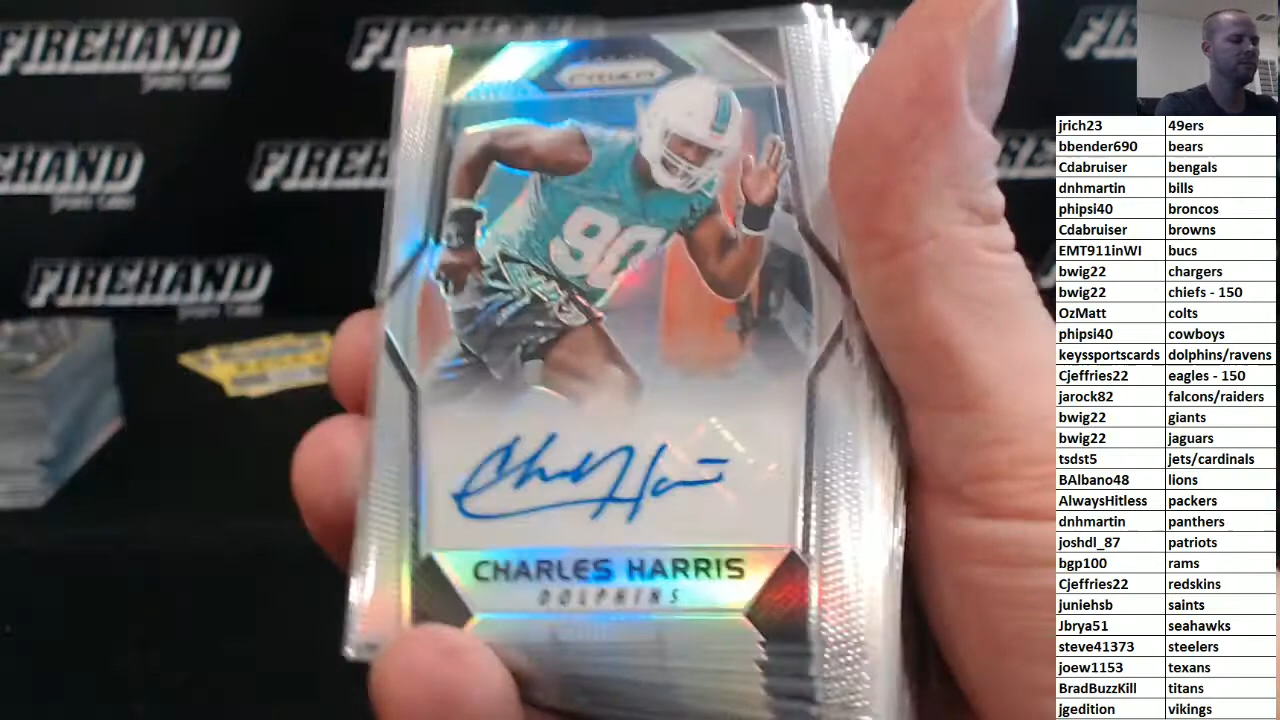 FIREHAND
Sports Cards
FIREHAND
FIREHAND
FIREHAND
FIREHAND
PRIZM
90
Charles Harris
CHARLES HARRIS
DOLPHINS
jrich23 49ers
bbender690 bears
Cdabruiser bengals
dnhmartin bills
phipsi40 broncos
Cdabruiser browns
EMT911inWI bucs
bwig22 chargers
bwig22 chiefs - 150
OzMatt colts
phipsi40 cowboys
keyssportscards dolphins/ravens
Cjeffries22 eagles - 150
jarock82 falcons/raiders
bwig22 giants
bwig22 jaguars
tsdst5 jets/cardinals
BAlbano48 lions
AlwaysHitless packers
dnhmartin panthers
joshdl_87 patriots
bgp100 rams
Cjeffries22 redskins
juniehsb saints
Jbrya51 seahawks
steve41373 steelers
joew1153 texans
BradBuzzKill titans
jgedition vikings